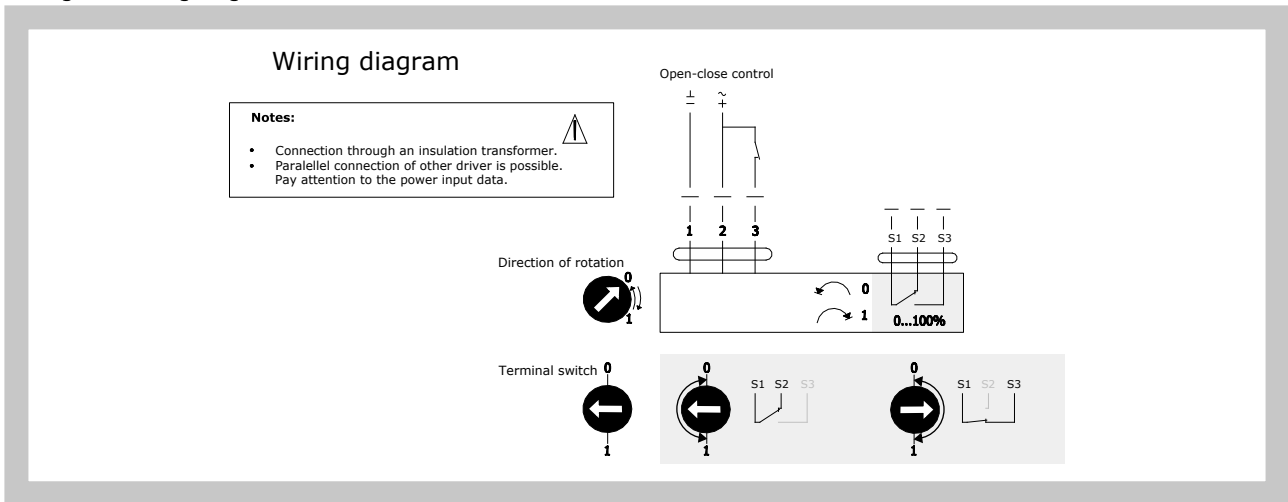 Wiring diagram
Open-close control
⊥ ~
− +
Notes:
• Connection through an insulation transformer.
• Paralellel connection of other driver is possible.
Pay attention to the power input data.
1 2 3
S1 S2 S3
Direction of rotation
0
1
0
1
0...100%
Terminal switch
0
1
0
1
S1 S2 S3
0
1
S1 S2 S3